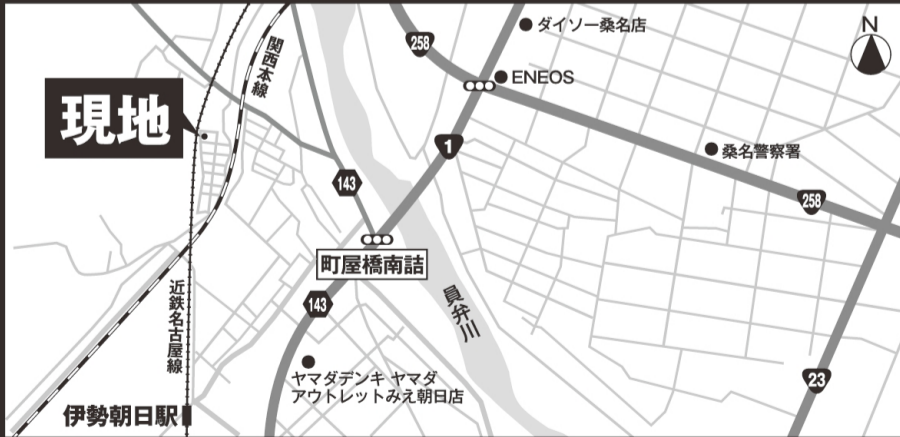 ダイソー桑名店
N
258
関西本線
ENEOS
現地
1
桑名警察署
143
258
町屋橋南詰
近鉄名古屋線
143
員弁川
23
ヤマダデンキ ヤマダ
アウトレットみえ朝日店
伊勢朝日駅